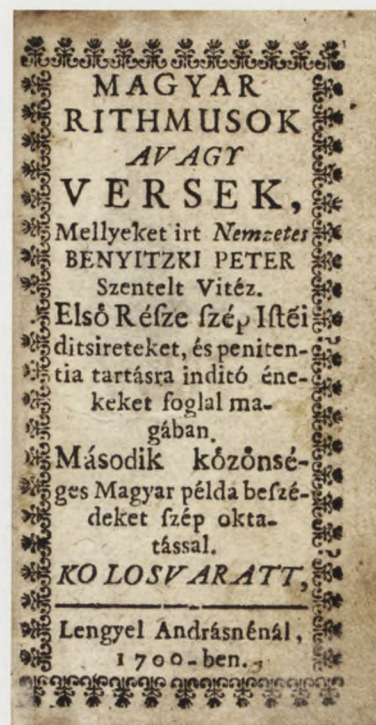 MAGYAR
RITHMUSOK
AVAGY
VERSEK,
Mellyeket irt Nemzetes
BENYITZKI PETER
Szentelt Vitéz.
Első Réſze ſzép Iſtẽi
ditsireteket, és peniten-
tia tartásra inditó éne-
keket foglal ma-
gában.
Második közönsé-
ges Magyar példa beſzé-
deket ſzép okta-
tással.
KOLOSVARATT,
Lengyel Andrásnénál,
1700-ben.